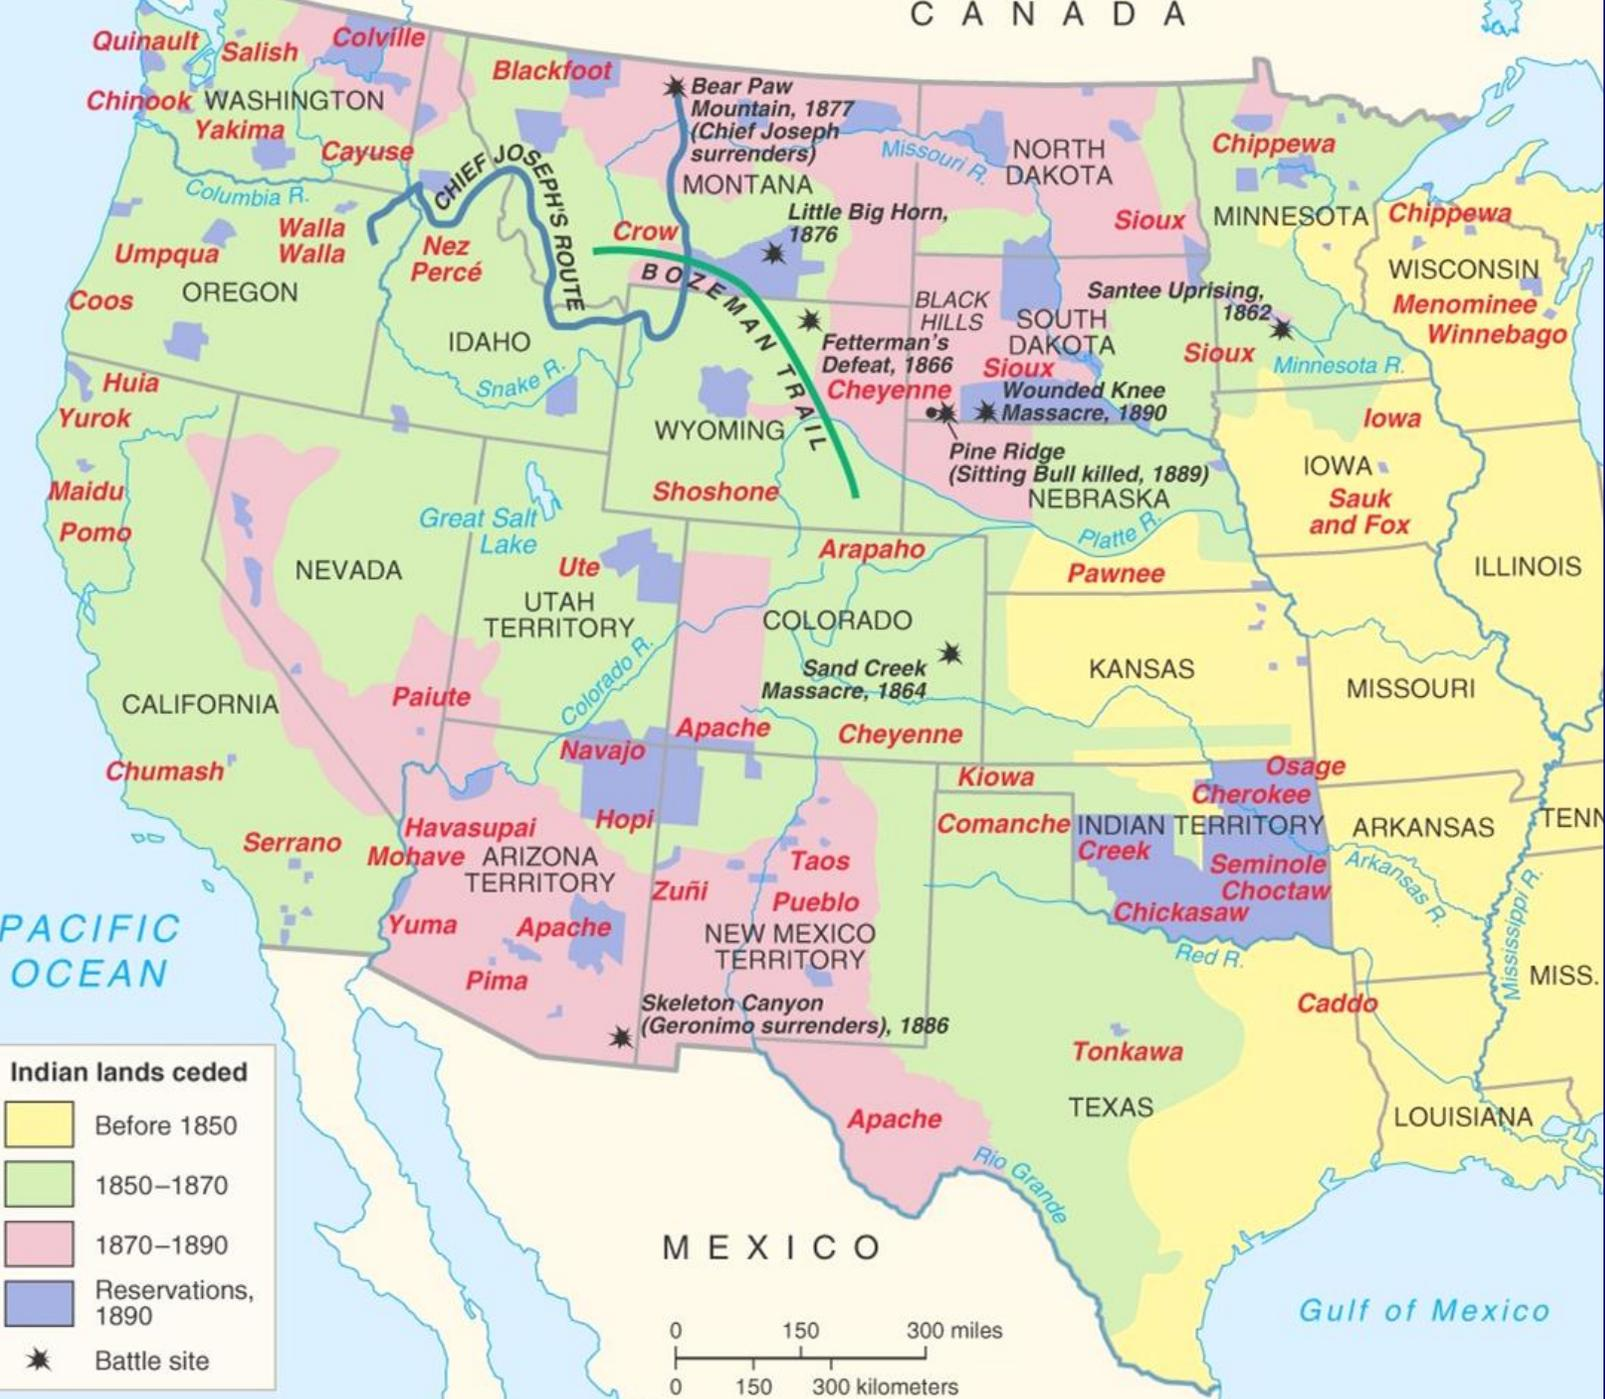 CANADA
Quinault
Salish
Colville
Blackfoot
Bear Paw
Mountain, 1877
(Chief Joseph
surrenders)
Chinook
WASHINGTON
Yakima
Cayuse
CHIEF JOSEPH'S ROUTE
Missouri R.
NORTH
DAKOTA
Chippewa
MONTANA
Columbia R.
Little Big Horn,
1876
Sioux
MINNESOTA
Chippewa
Walla
Walla
Umpqua
Nez
Percé
Crow
BOZEMAN TRAIL
WISCONSIN
Coos
OREGON
BLACK
HILLS
Santee Uprising,
1862
Menominee
Winnebago
IDAHO
SOUTH
DAKOTA
Fetterman's
Defeat, 1866
Sioux
Sioux
Minnesota R.
Snake R.
Huia
Cheyenne
Wounded Knee
Massacre, 1890
Yurok
Iowa
WYOMING
Pine Ridge
(Sitting Bull killed, 1889)
IOWA
Maidu
Shoshone
NEBRASKA
Sauk
and Fox
Pomo
Great Salt
Lake
Platte R.
Arapaho
NEVADA
Ute
Pawnee
ILLINOIS
UTAH
TERRITORY
COLORADO
Colorado R.
Sand Creek
Massacre, 1864
KANSAS
MISSOURI
CALIFORNIA
Paiute
Apache
Cheyenne
Navajo
Chumash
Kiowa
Osage
Cherokee
Hopi
Serrano
Havasupai
Mohave
ARIZONA
TERRITORY
Comanche
INDIAN TERRITORY
Creek
ARKANSAS
TENN
Taos
Seminole
Choctaw
Arkansas R.
Zuñi
Pueblo
Chickasaw
PACIFIC
OCEAN
Yuma
Apache
NEW MEXICO
TERRITORY
Red R.
Mississippi R.
MISS.
Pima
Skeleton Canyon
(Geronimo surrenders), 1886
Caddo
Tonkawa
TEXAS
Apache
LOUISIANA
Rio Grande
MEXICO
Gulf of Mexico
Indian lands ceded
Before 1850
1850–1870
1870–1890
Reservations,
1890
Battle site
0 150 300 miles
0 150 300 kilometers